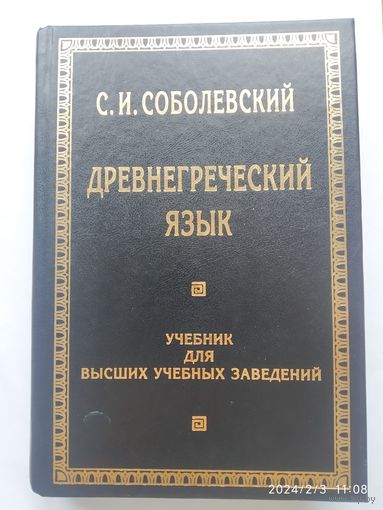 С. И. СОБОЛЕВСКИЙ
ДРЕВНЕГРЕЧЕСКИЙ
ЯЗЫК
УЧЕБНИК
ДЛЯ
ВЫСШИХ УЧЕБНЫХ ЗАВЕДЕНИЙ
2024/2/3 11:08